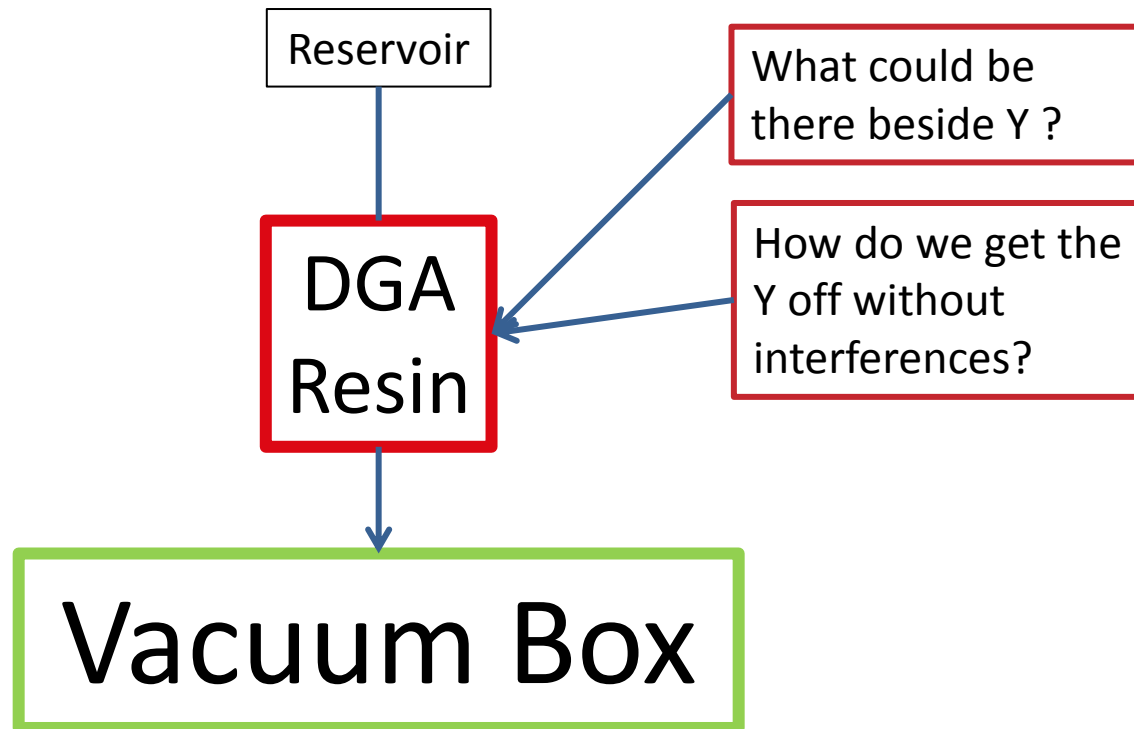 Reservoir
What could be
there beside Y ?
DGA
Resin
How do we get the
Y off without
interferences?
Vacuum Box